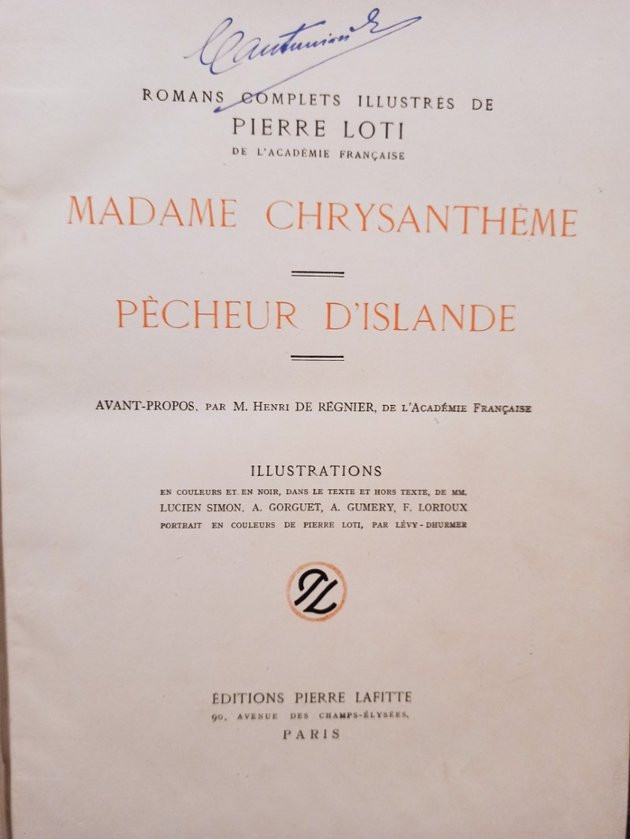 ROMANS COMPLETS ILLUSTRÉS DE
PIERRE LOTI
DE L'ACADÉMIE FRANÇAISE
MADAME CHRYSANTHÈME
PÊCHEUR D'ISLANDE
AVANT-PROPOS, PAR M. HENRI DE RÉGNIER, DE L'ACADÉMIE FRANÇAISE
ILLUSTRATIONS
EN COULEURS ET EN NOIR, DANS LE TEXTE ET HORS TEXTE, DE MM.
LUCIEN SIMON, A. GORGUET, A. GUMERY, F. LORIOUX
PORTRAIT EN COULEURS DE PIERRE LOTI, PAR LÉVY-DHURMER
PL
ÉDITIONS PIERRE LAFITTE
90, AVENUE DES CHAMPS-ÉLYSÉES,
PARIS